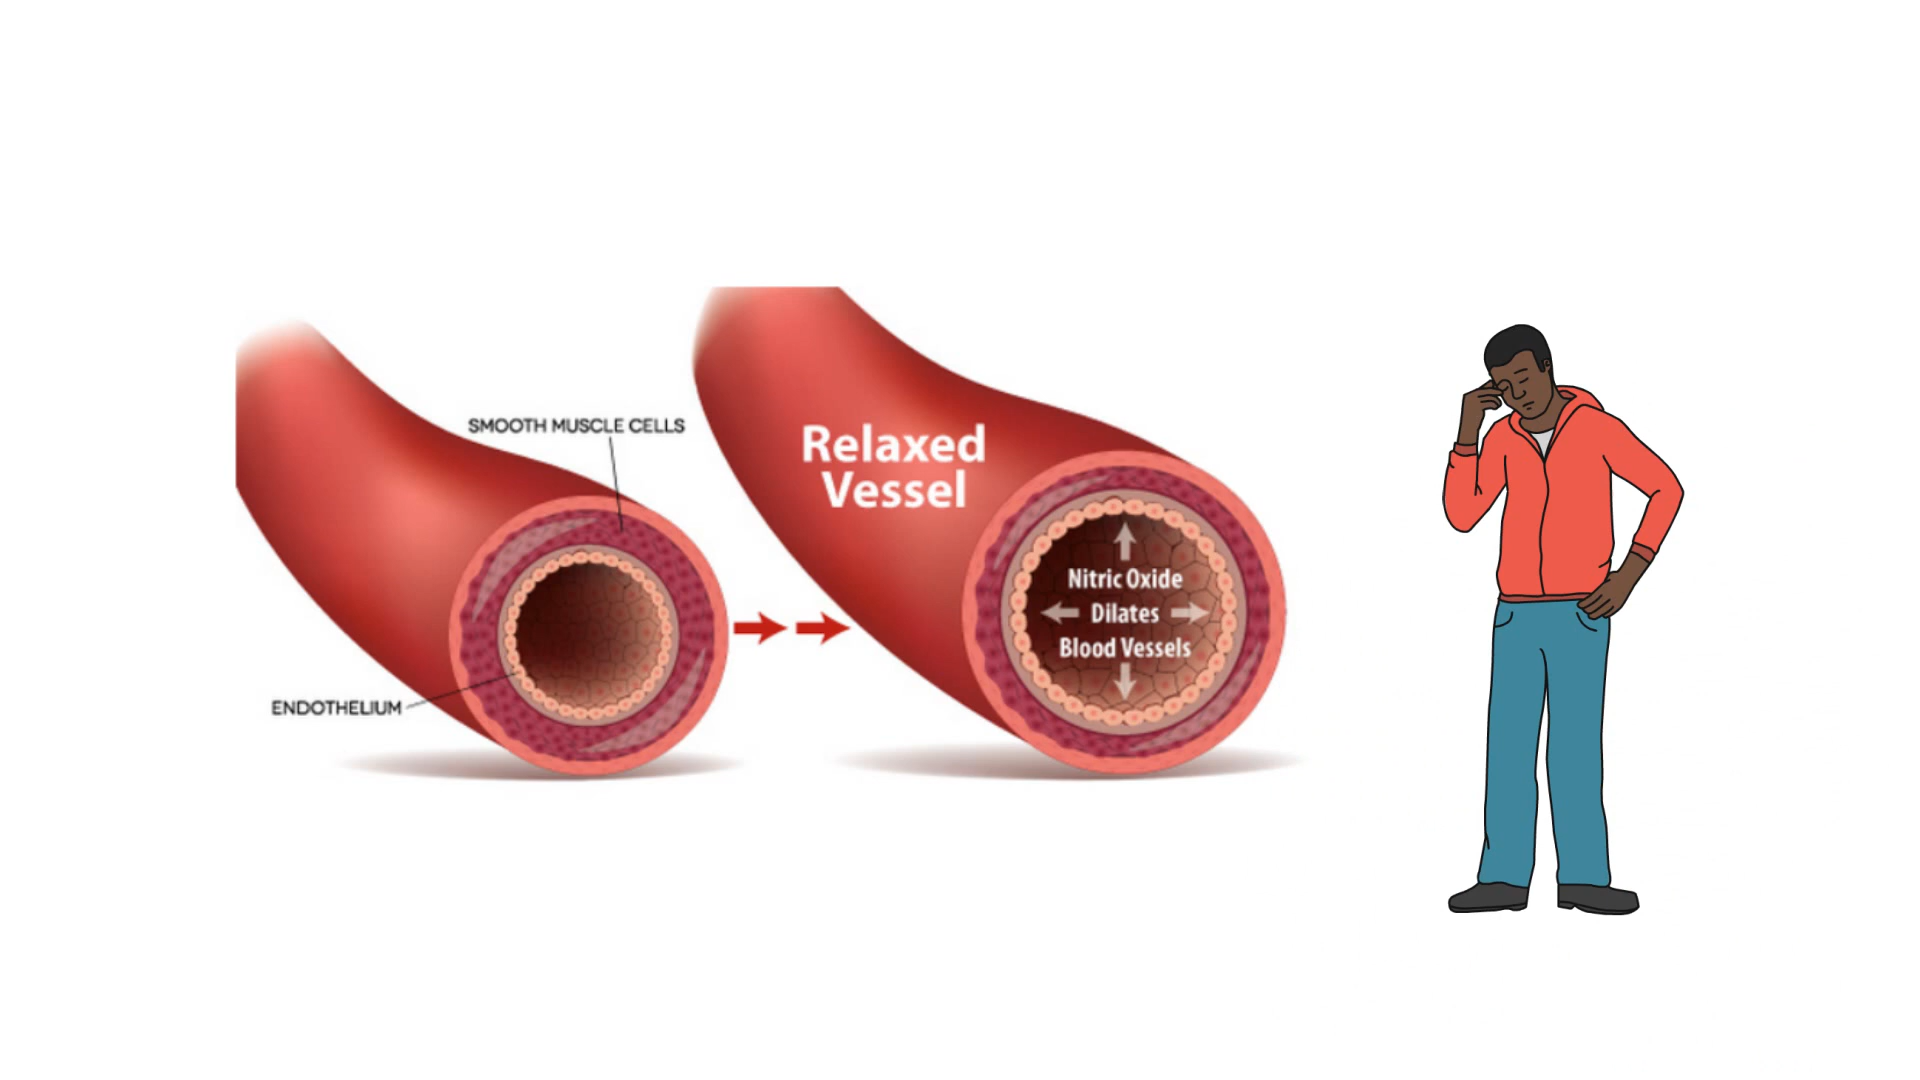 SMOOTH MUSCLE CELLS
ENDOTHELIUM
Relaxed
Vessel
Nitric Oxide
Dilates
Blood Vessels